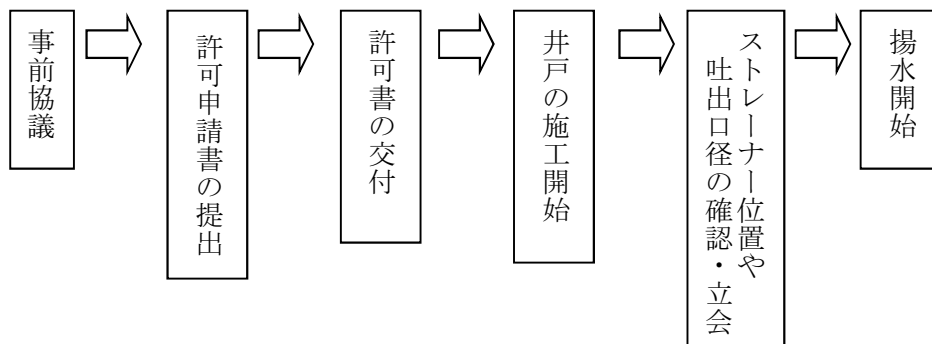 事前協議
許可申請書の提出
許可書の交付
井戸の施工開始
ストレーナー位置や
吐出口径の確認・立会
揚水開始